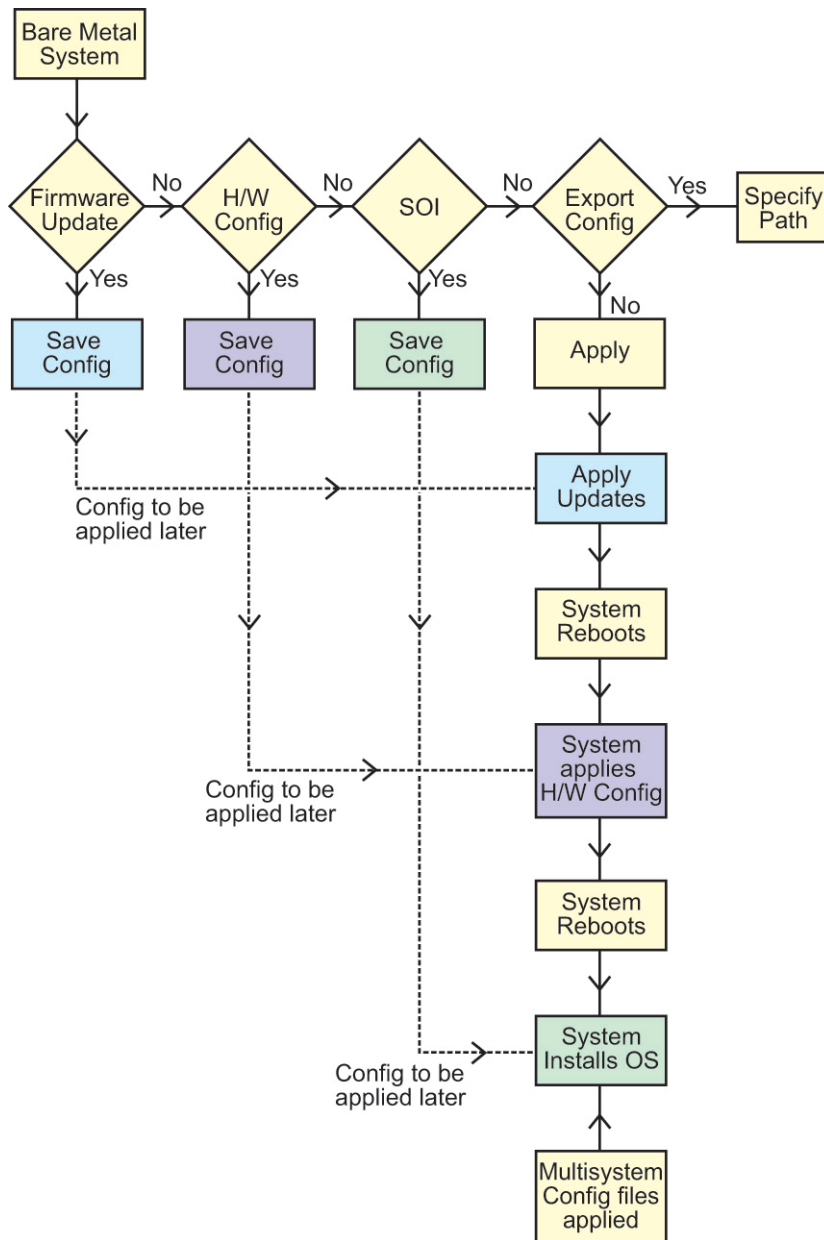 Bare Metal
System
Firmware
Update
No
H/W
Config
No
SOI
No
Export
Config
Yes
Specify
Path
Yes
Yes
Yes
No
Save
Config
Save
Config
Save
Config
Apply
Config to be
applied later
Apply
Updates
System
Reboots
Config to be
applied later
System
applies
H/W Config
System
Reboots
Config to be
applied later
System
Installs OS
Multisystem
Config files
applied